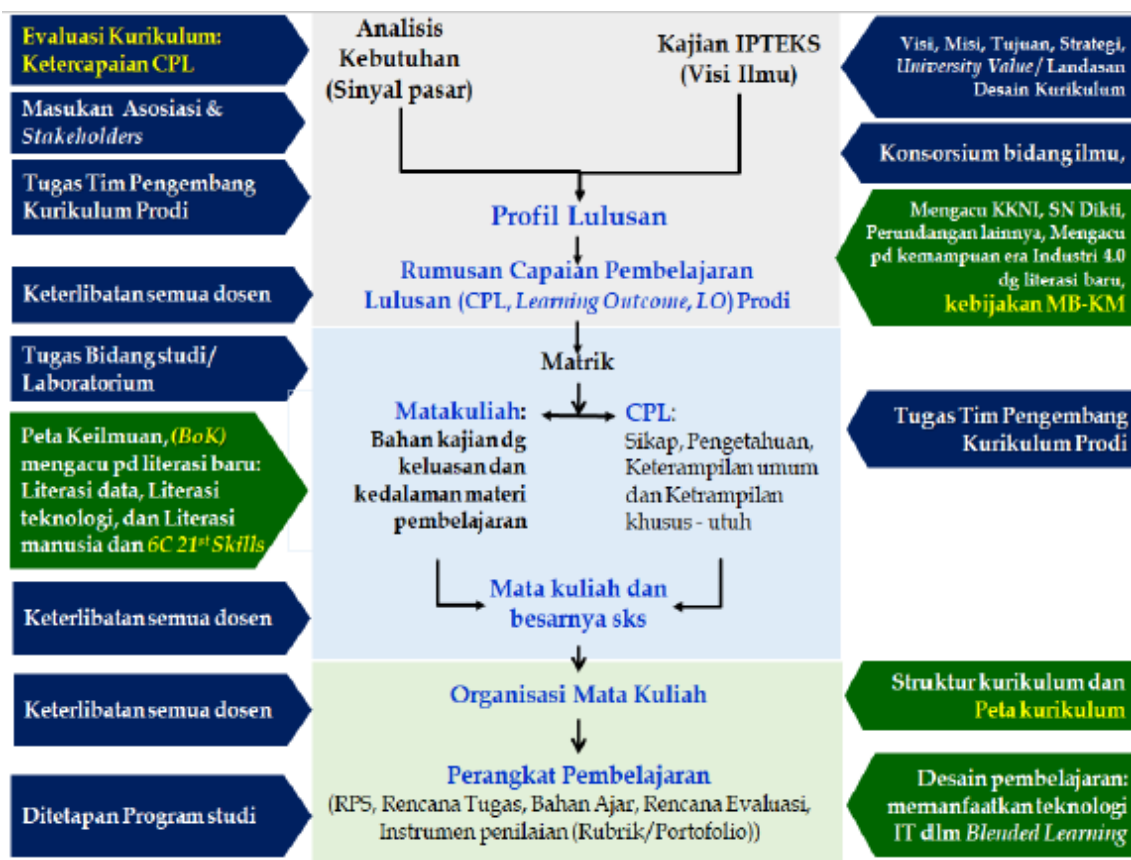 Evaluasi Kurikulum:
Ketercapaian CPL
Masukan Asosiasi &
Stakeholders
Tugas Tim Pengembang
Kurikulum Prodi
Keterlibatan semua dosen
Tugas Bidang studi/
Laboratorium
Peta Keilmuan, (BoK)
mengacu pd literasi baru:
Literasi data, Literasi
teknologi, dan Literasi
manusia dan 6C 21st Skills
Keterlibatan semua dosen
Keterlibatan semua dosen
Ditetapan Program studi
Analisis
Kebutuhan
(Sinyal pasar)
Kajian IPTEKS
(Visi Ilmu)
Profil Lulusan
Rumusan Capaian Pembelajaran
Lulusan (CPL, Learning Outcome, LO) Prodi
Matrik
Matakuliah:
Bahan kajian dg
keluasan dan
kedalaman materi
pembelajaran
CPL:
Sikap, Pengetahuan,
Keterampilan umum
dan Ketrampilan
khusus - utuh
Mata kuliah dan
besarnya sks
Organisasi Mata Kuliah
Perangkat Pembelajaran
(RPS, Rencana Tugas, Bahan Ajar, Rencana Evaluasi,
Instrumen penilaian (Rubrik/Portofolio))
Visi, Misi, Tujuan, Strategi,
University Value/ Landasan
Desain Kurikulum
Konsorsium bidang ilmu,
Mengacu KKNI, SN Dikti,
Perundangan lainnya, Mengacu
pd kemampuan era Industri 4.0
dg literasi baru,
kebijakan MB-KM
Tugas Tim Pengembang
Kurikulum Prodi
Struktur kurikulum dan
Peta kurikulum
Desain pembelajaran:
memanfaatkan teknologi
IT dlm Blended Learning